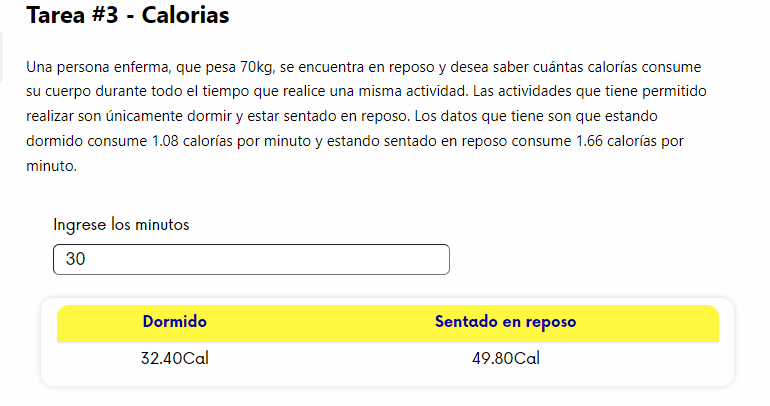 Tarea #3 - Calorias
Una persona enferma, que pesa 70kg, se encuentra en reposo y desea saber cuántas calorías consume
su cuerpo durante todo el tiempo que realice una misma actividad. Las actividades que tiene permitido
realizar son únicamente dormir y estar sentado en reposo. Los datos que tiene son que estando
dormido consume 1.08 calorías por minuto y estando sentado en reposo consume 1.66 calorías por
minuto.
Ingrese los minutos
30
Dormido Sentado en reposo
32.40Cal 49.80Cal